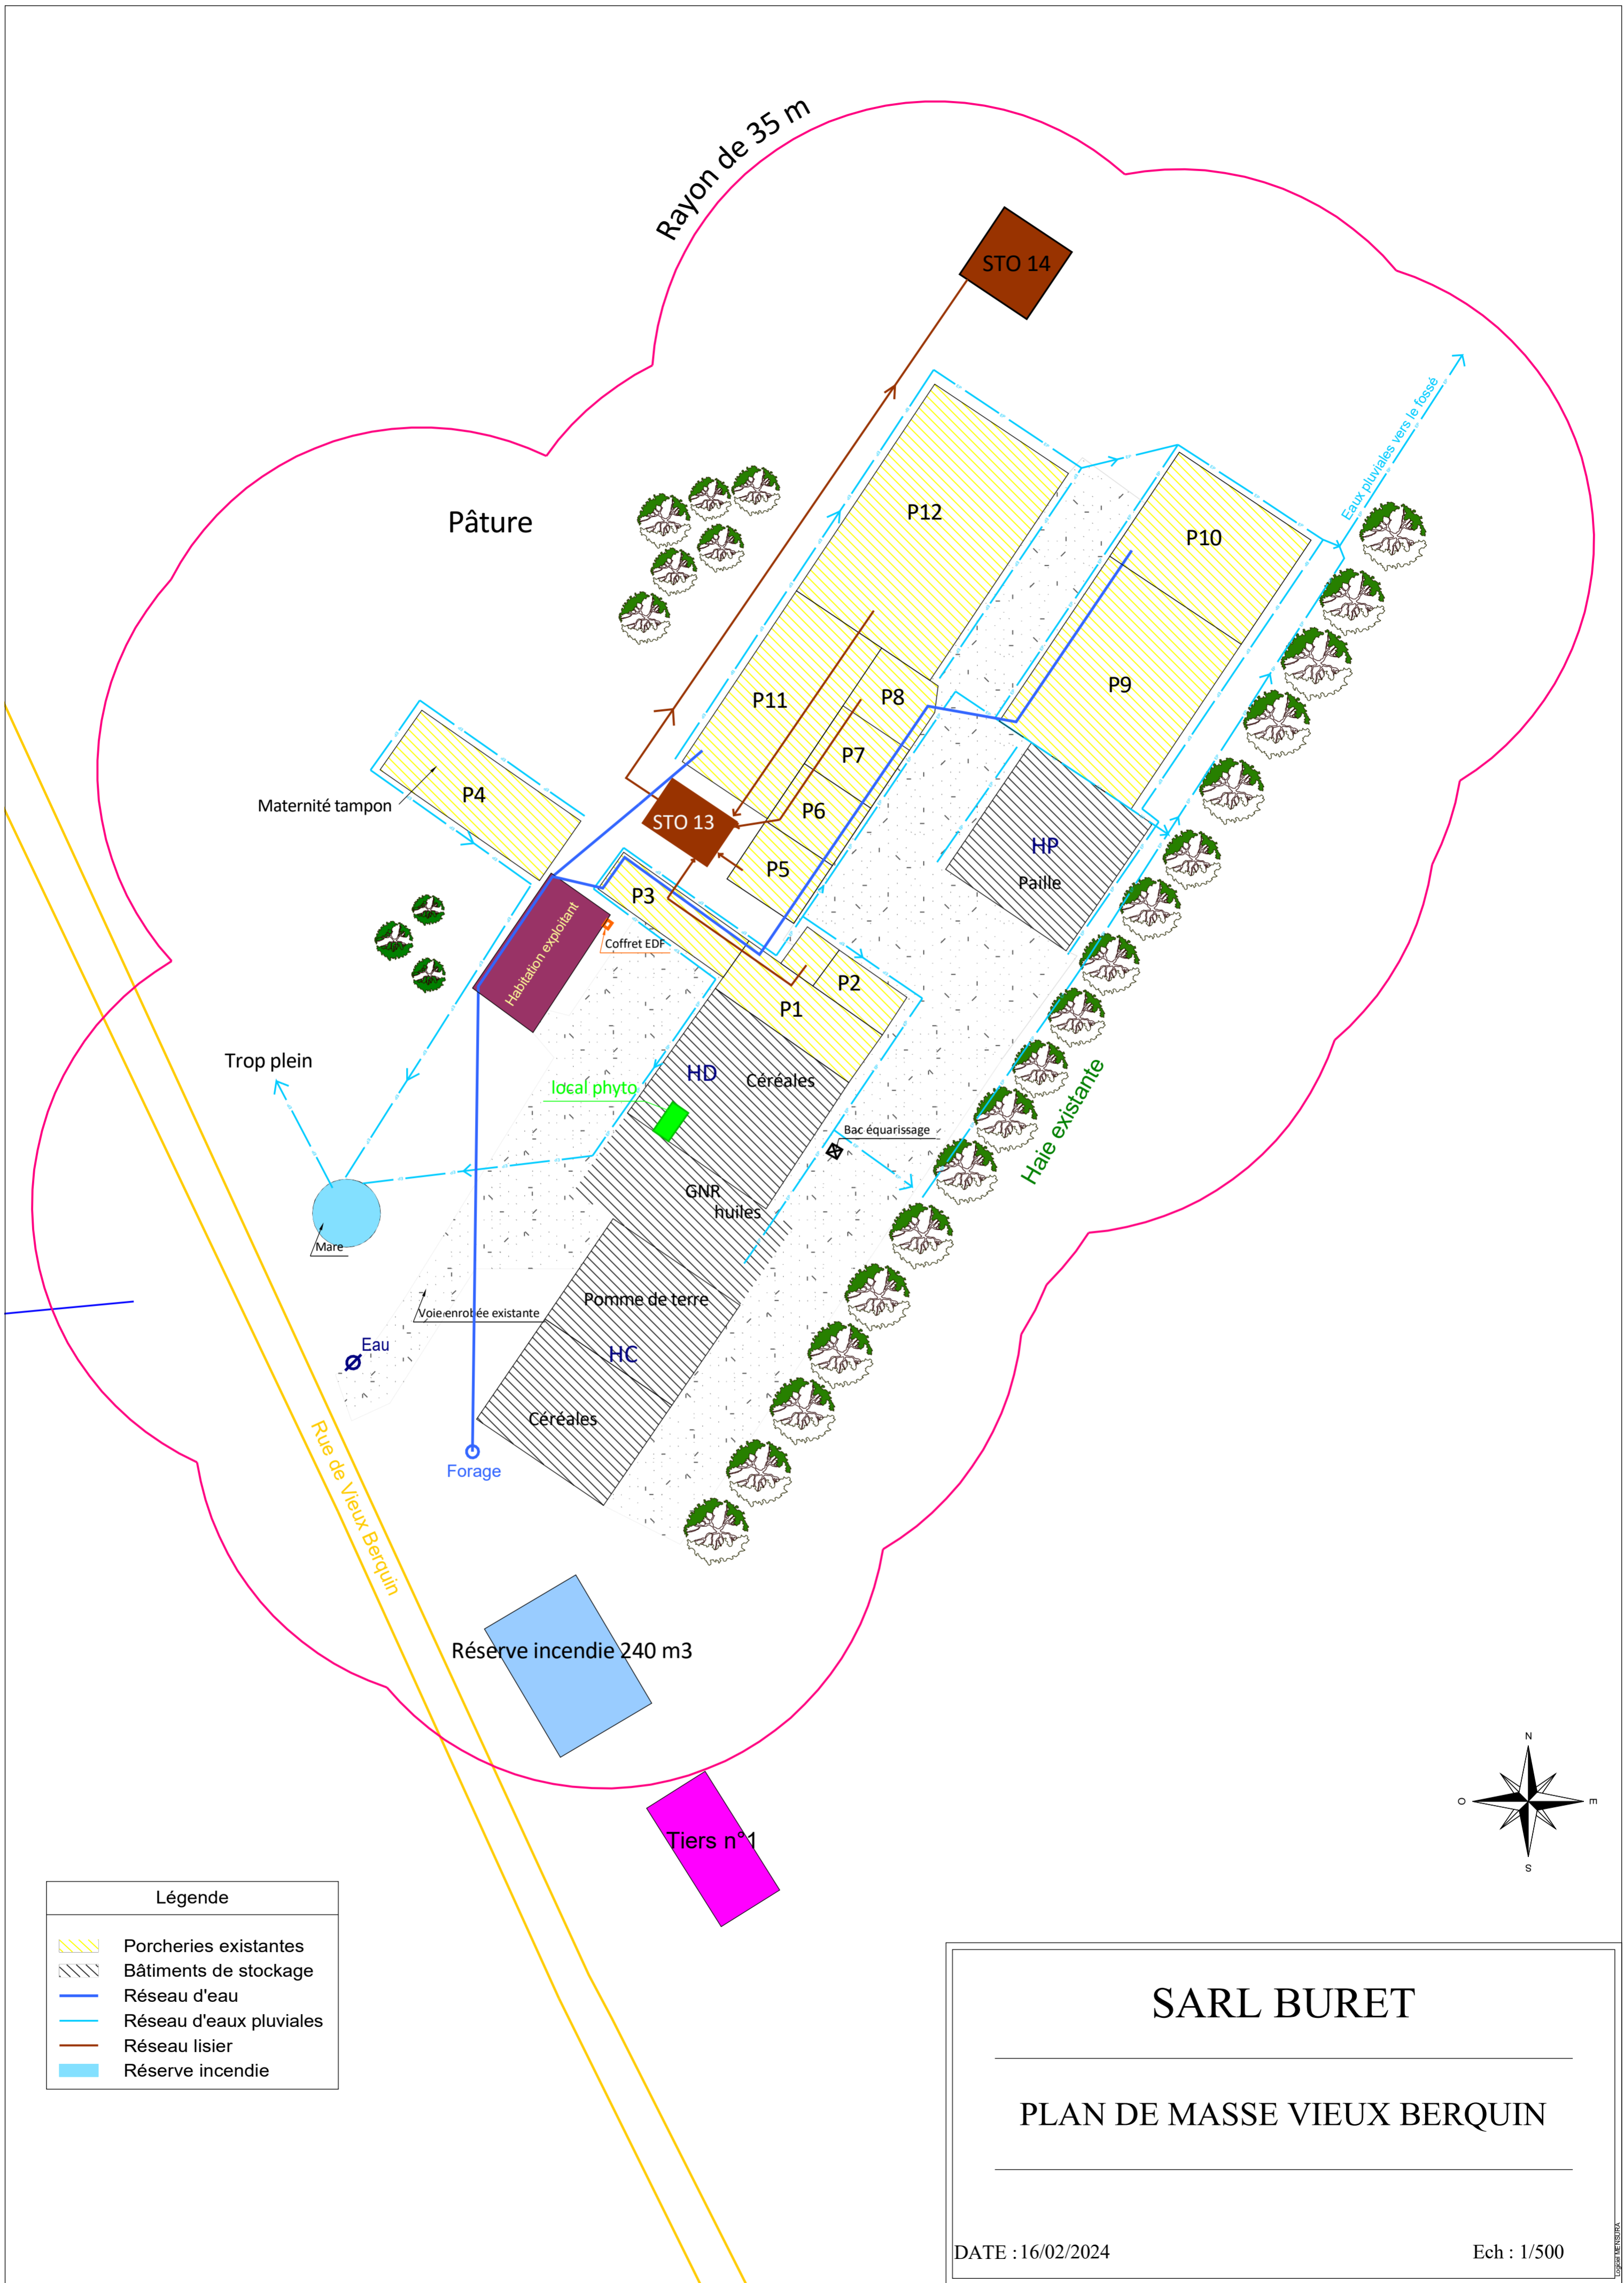 Rayon de 35 m
STO 14
Eaux pluviales vers le fossé
P12
Pâture
P10
P9
P8
P11
P7
Maternité tampon
P4
P6
STO 13
HP
Paille
P5
P3
Habitation exploitant
Coffret EDF
P2
P1
Trop plein
HD
Céréales
local phyto
Bac équarissage
Haie existante
GNR
huiles
Mare
Pomme de terre
Voie enrobée existante
Eau
HC
Céréales
Forage
Rue de Vieux Berquin
Réserve incendie 240 m3
N
O
E
S
Tiers n°1
Légende
Porcheries existantes
Bâtiments de stockage
Réseau d'eau
Réseau d'eaux pluviales
Réseau lisier
Réserve incendie
SARL BURET
PLAN DE MASSE VIEUX BERQUIN
DATE : 16/02/2024
Ech : 1/500
Logiciel MENSURA